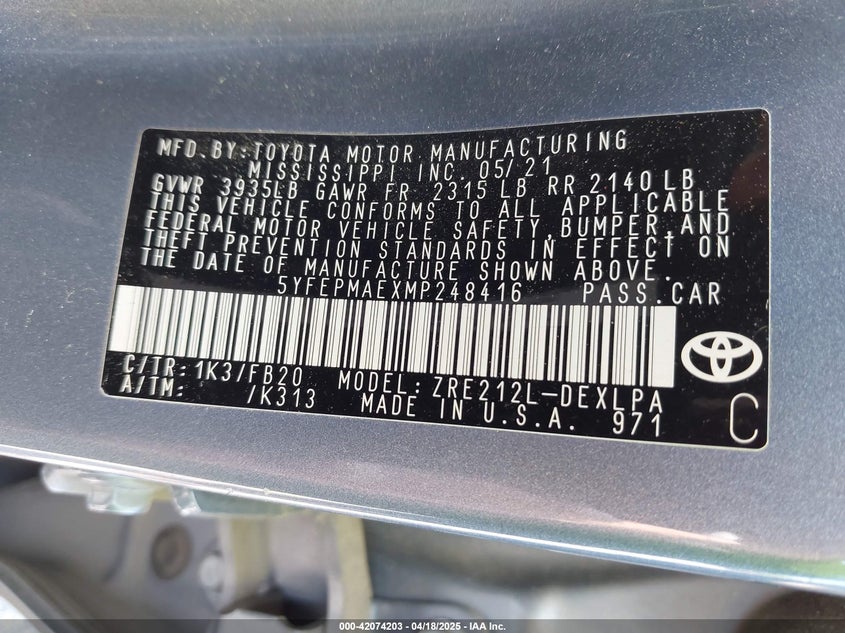 MFD.BY:TOYOTA MOTOR MANUFACTURING
MISSISSIPPI INC. 05/21
GVWR 3935LB GAWR FR 2315LB RR 2140LB
THIS VEHICLE CONFORMS TO ALL APPLICABLE
FEDERAL MOTOR VEHICLE SAFETY,BUMPER,AND
THEFT PREVENTION STANDARDS IN EFFECT ON
THE DATE OF MANUFACTURE SHOWN ABOVE.
5YFEPMAEXMP248416 PASS.CAR
C/TR: 1K3/FB20 MODEL: ZRE212L-DEXLPA
A/TM: /K313 MADE IN U.S.A. 971
C
000-42074203 - 04/18/2025 - IAA Inc.